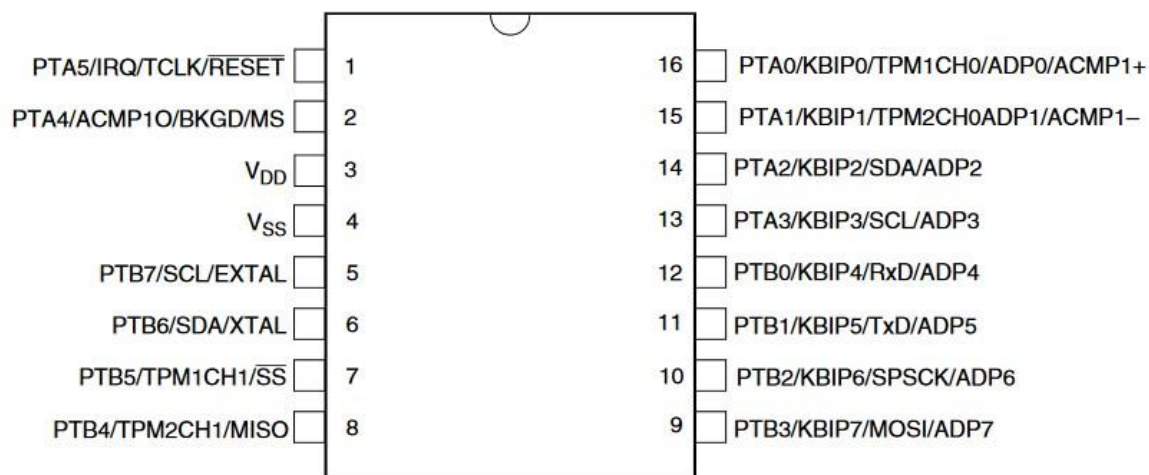 PTA5/IRQ/TCLK/RESET 1
PTA4/ACMP1O/BKGD/MS 2
VDD 3
VSS 4
PTB7/SCL/EXTAL 5
PTB6/SDA/XTAL 6
PTB5/TPM1CH1/SS 7
PTB4/TPM2CH1/MISO 8
16 PTA0/KBIP0/TPM1CH0/ADP0/ACMP1+
15 PTA1/KBIP1/TPM2CH0ADP1/ACMP1–
14 PTA2/KBIP2/SDA/ADP2
13 PTA3/KBIP3/SCL/ADP3
12 PTB0/KBIP4/RxD/ADP4
11 PTB1/KBIP5/TxD/ADP5
10 PTB2/KBIP6/SPSCK/ADP6
9 PTB3/KBIP7/MOSI/ADP7